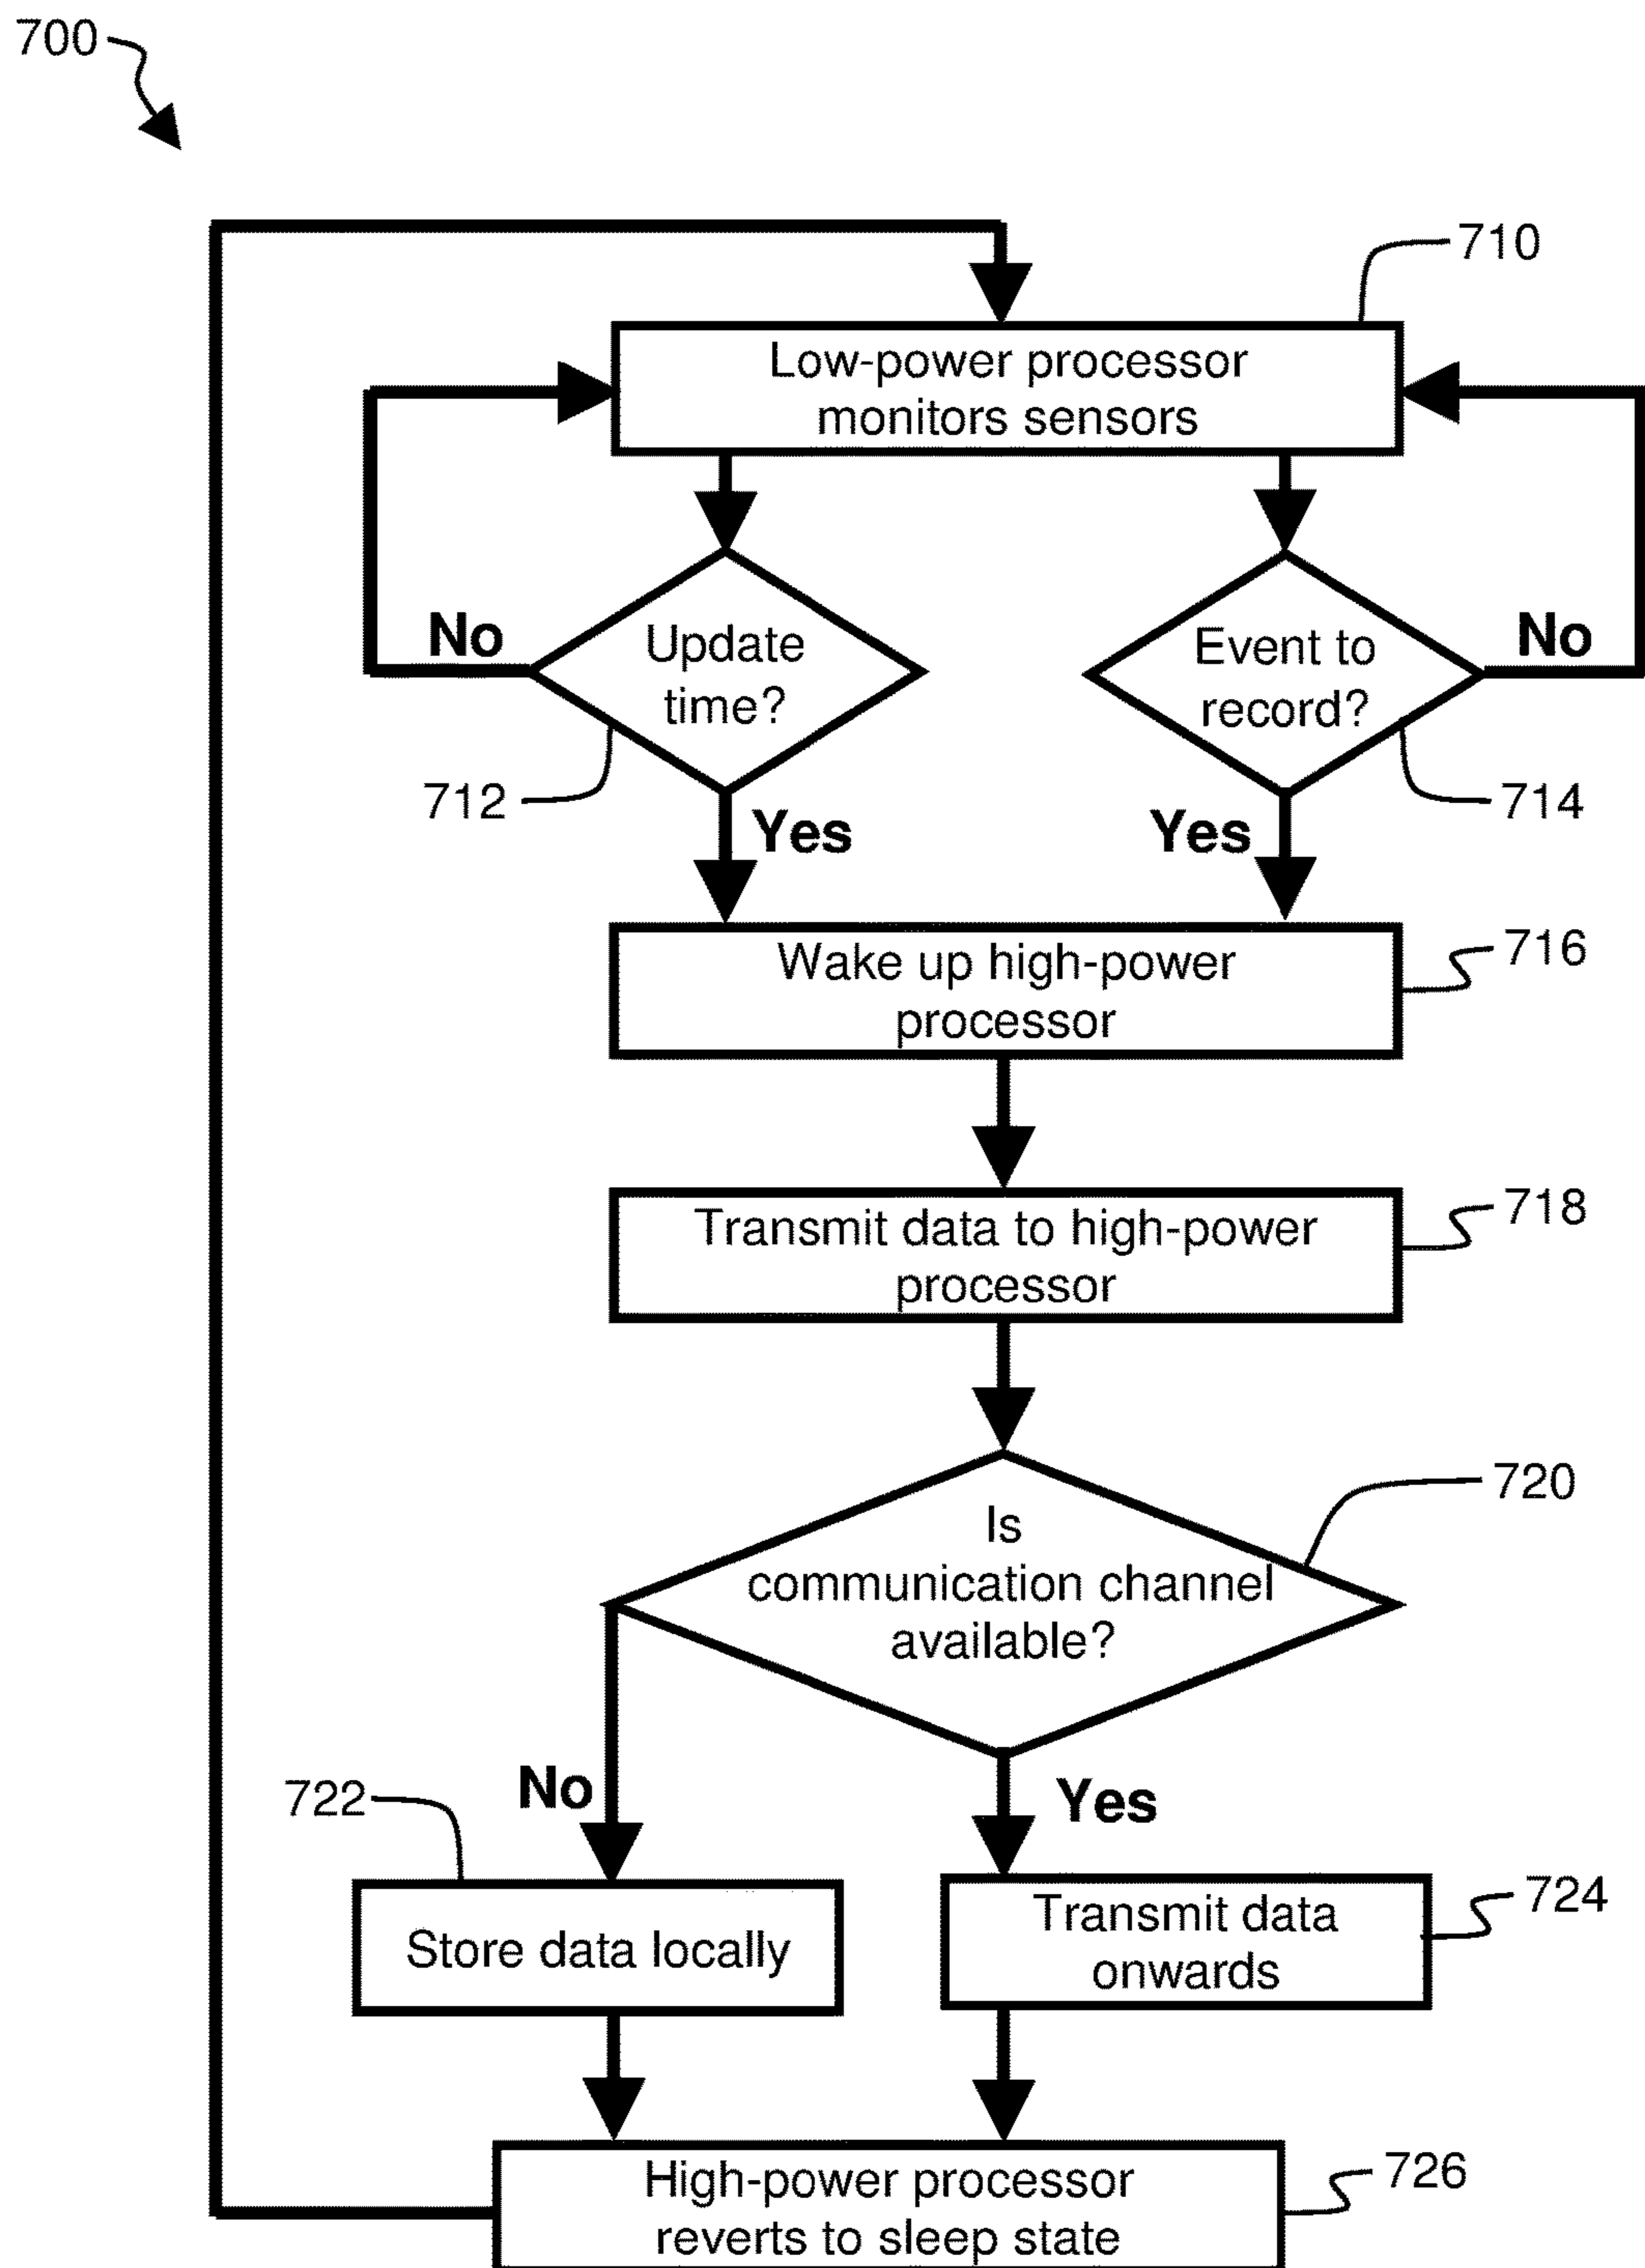 700
710
Low-power processor
monitors sensors
No
Update
time?
Event to
record?
No
712
Yes
Yes
714
Wake up high-power
processor
716
Transmit data to high-power
processor
718
Is
communication channel
available?
720
722
No
Yes
Store data locally
Transmit data
onwards
724
High-power processor
reverts to sleep state
726